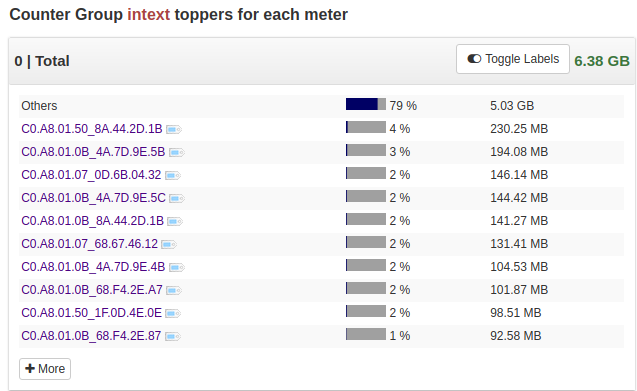 Counter Group intext toppers for each meter
0 | Total Toggle Labels 6.38 GB
Others 79 % 5.03 GB
C0.A8.01.50_8A.44.2D.1B 4 % 230.25 MB
C0.A8.01.0B_4A.7D.9E.5B 3 % 194.08 MB
C0.A8.01.07_0D.6B.04.32 2 % 146.14 MB
C0.A8.01.0B_4A.7D.9E.5C 2 % 144.42 MB
C0.A8.01.0B_8A.44.2D.1B 2 % 141.27 MB
C0.A8.01.07_68.67.46.12 2 % 131.41 MB
C0.A8.01.0B_4A.7D.9E.4B 2 % 104.53 MB
C0.A8.01.0B_68.F4.2E.A7 2 % 101.87 MB
C0.A8.01.50_1F.0D.4E.0E 2 % 98.51 MB
C0.A8.01.0B_68.F4.2E.87 1 % 92.58 MB
More